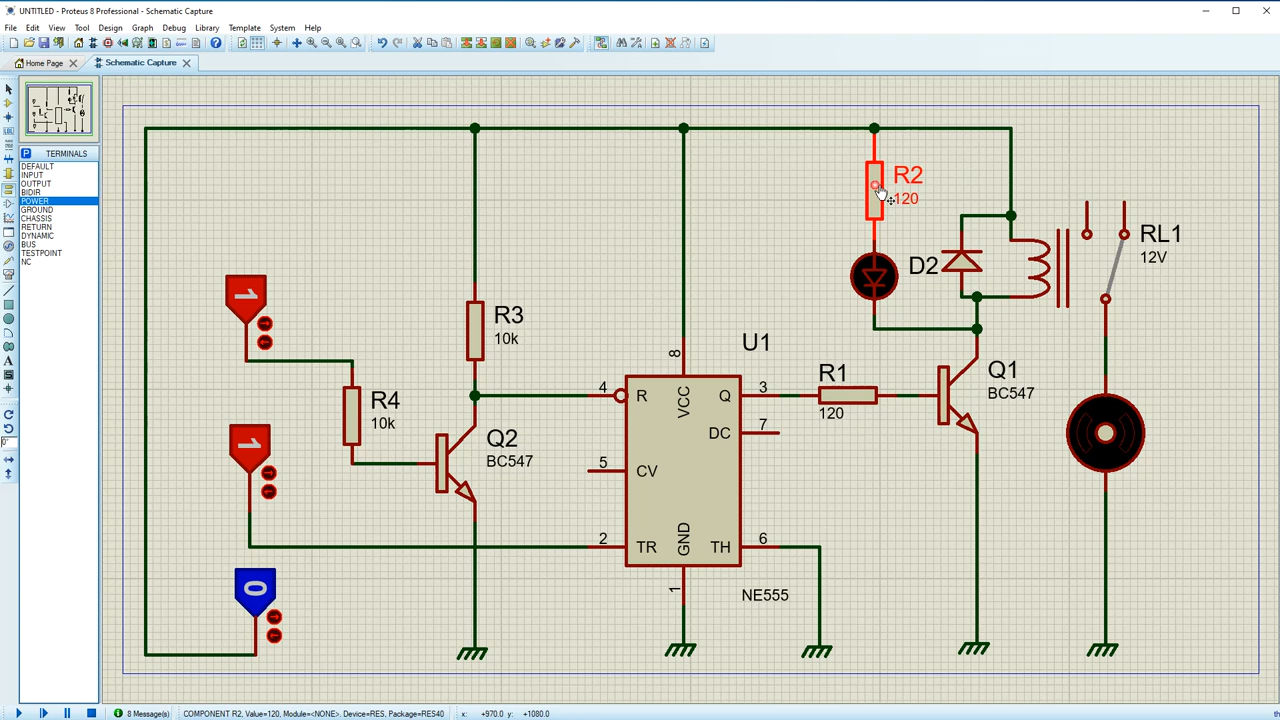 UNTITLED - Proteus 8 Professional - Schematic Capture
File Edit View Tool Design Graph Debug Library Template System Help
Home Page
Schematic Capture
P TERMINALS
DEFAULT
INPUT
OUTPUT
BIDIR
POWER
GROUND
CHASSIS
RETURN
DYNAMIC
BUS
TESTPOINT
NC
R2
120
RL1
12V
D2
1
R3
10k
U1
8
R4
10k
4
R
VCC
Q
3
R1
120
Q1
BC547
1
Q2
BC547
DC
7
5
CV
2
TR
GND
TH
6
0
1
NE555
0°
8 Message(s)
COMPONENT R2, Value=120, Module=<NONE>, Device=RES, Package=RES40
x: +970.0 y: +1080.0
th